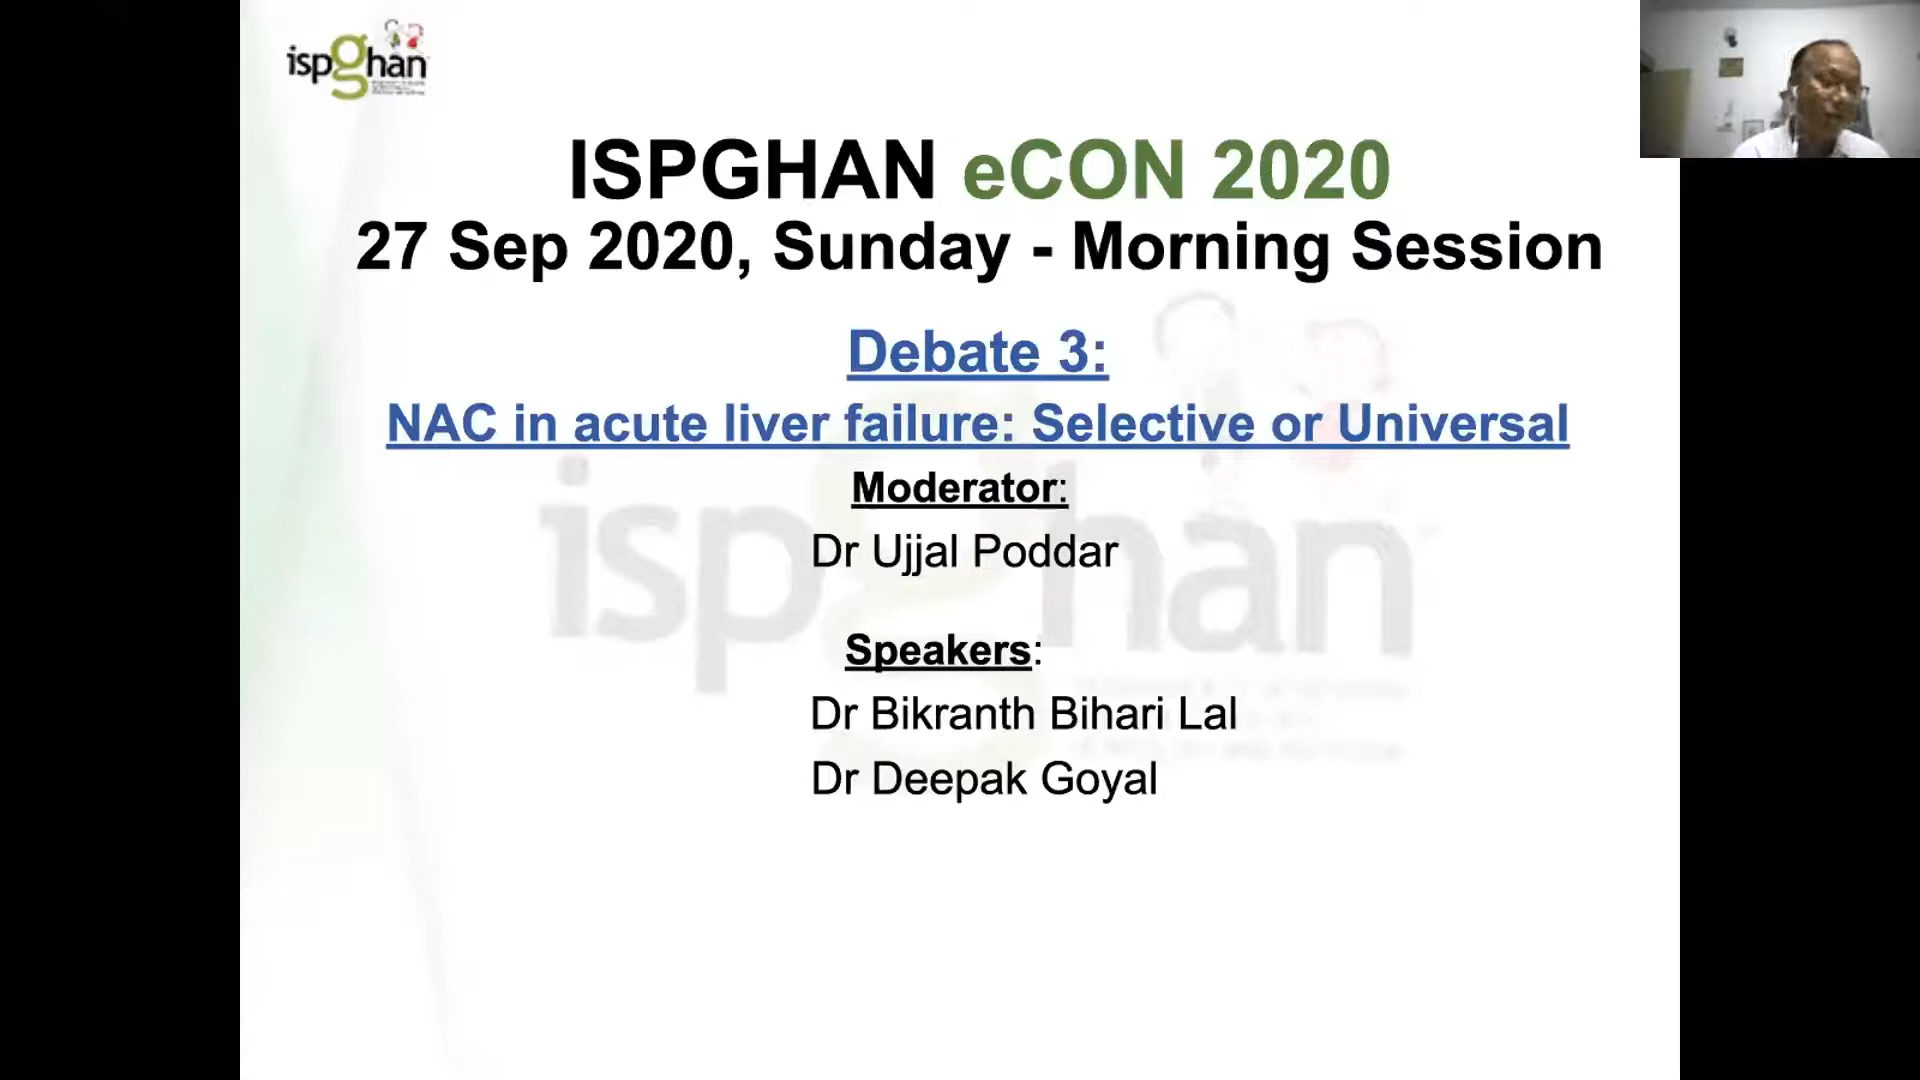 ispghan
ISPGHAN eCON 2020
27 Sep 2020, Sunday - Morning Session
Debate 3:
NAC in acute liver failure: Selective or Universal
Moderator:
Dr Ujjal Poddar
ispghan
Speakers:
Dr Bikranth Bihari Lal
Dr Deepak Goyal